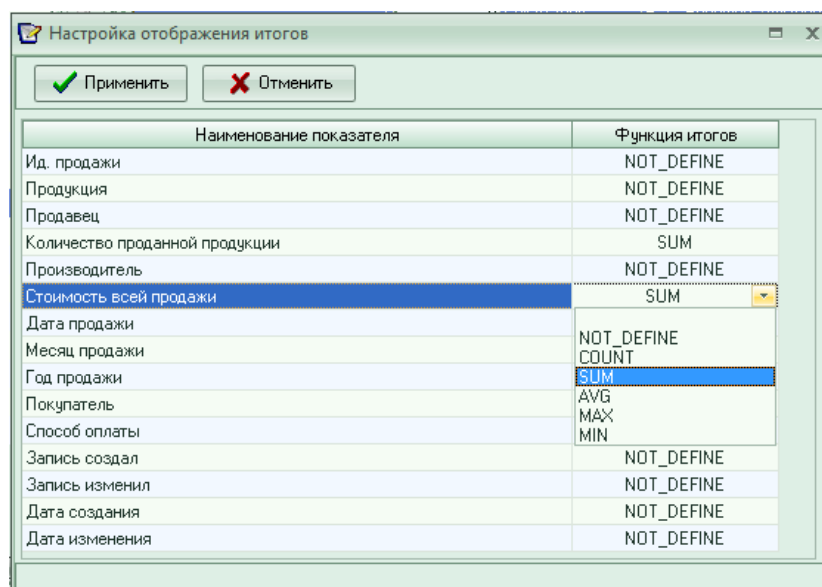 Настройка отображения итогов
Применить Отменить
Наименование показателя Функция итогов
Ид. продажи NOT_DEFINE
Продукция NOT_DEFINE
Продавец NOT_DEFINE
Количество проданной продукции SUM
Производитель NOT_DEFINE
Стоимость всей продажи SUM
Дата продажи
NOT_DEFINE
Месяц продажи COUNT
Год продажи SUM
Покупатель AVG
MAX
Способ оплаты MIN
Запись создал NOT_DEFINE
Запись изменил NOT_DEFINE
Дата создания NOT_DEFINE
Дата изменения NOT_DEFINE